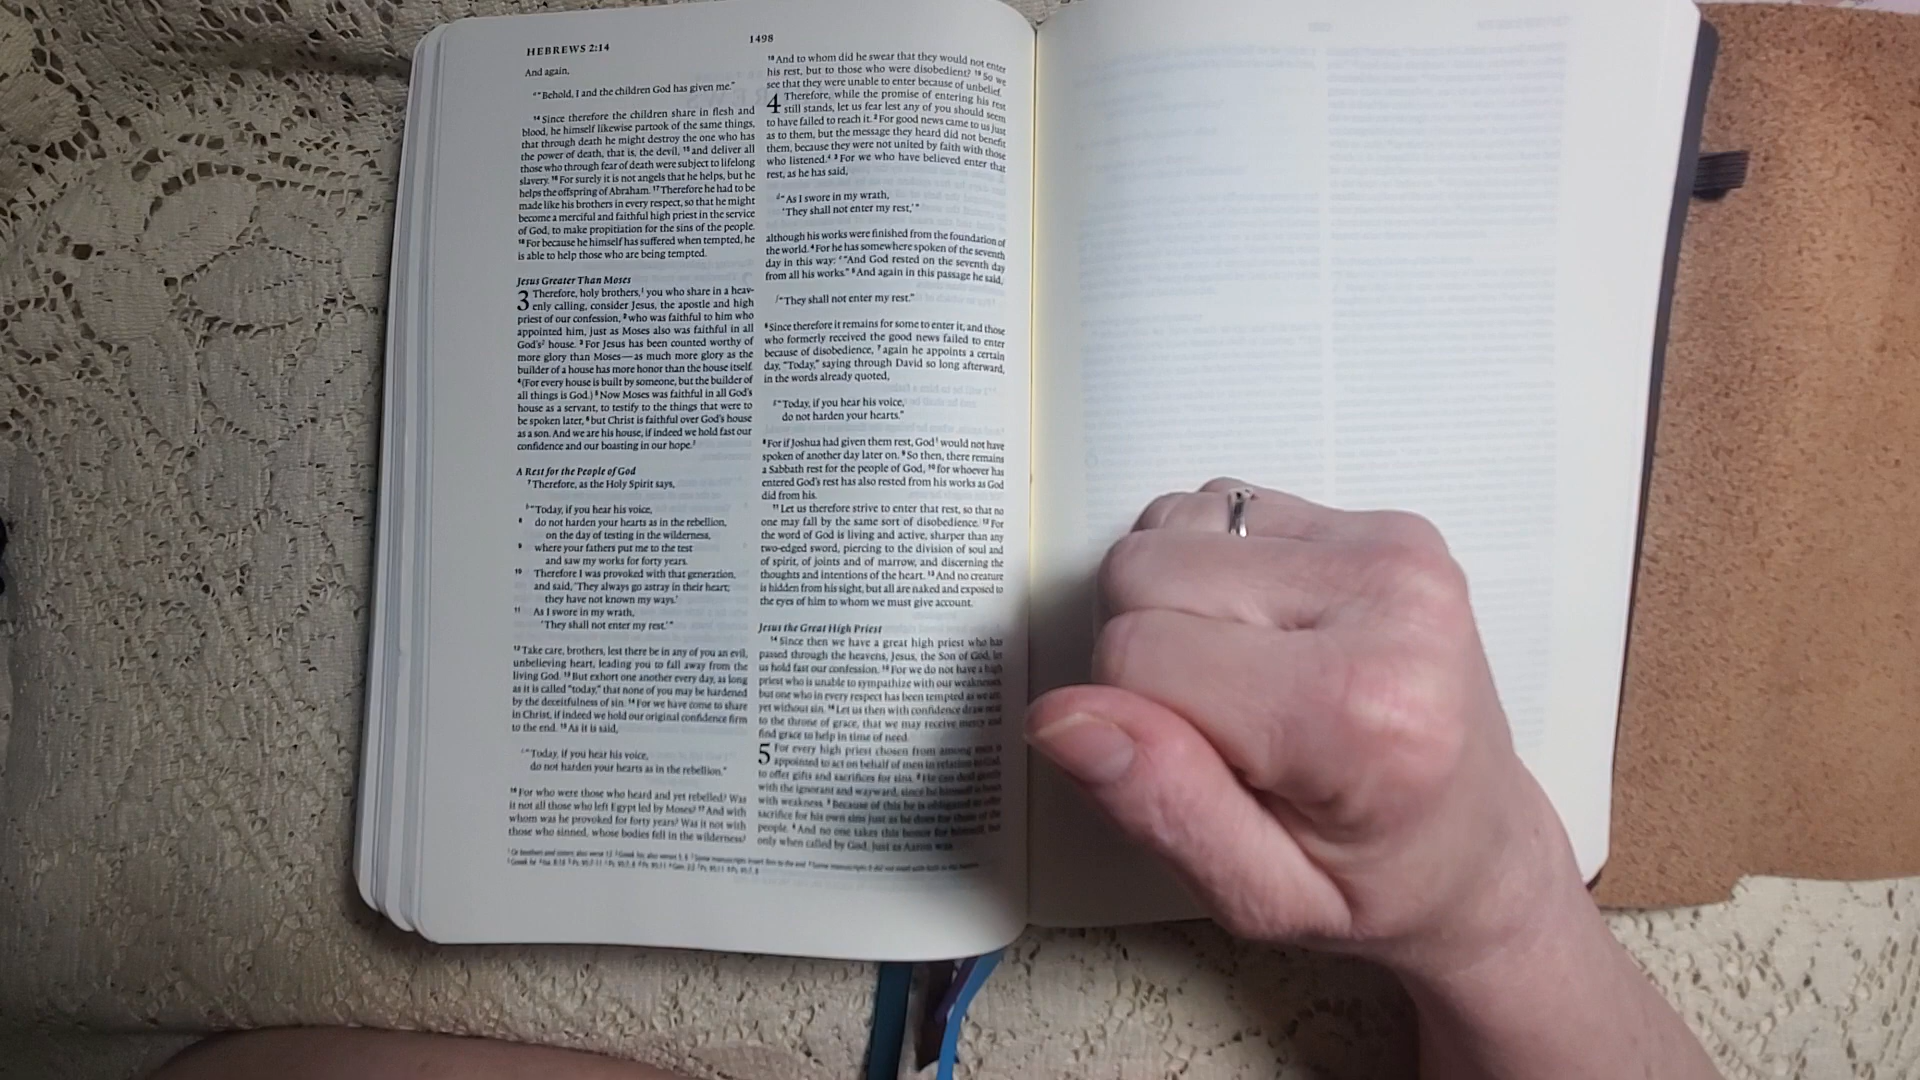 HEBREWS 2:14
1498
And again,
"“Behold, I and the children God has given me.”
14 Since therefore the children share in flesh and
blood, he himself likewise partook of the same things,
that through death he might destroy the one who has
the power of death, that is, the devil, 15 and deliver all
those who through fear of death were subject to lifelong
slavery. 16 For surely it is not angels that he helps, but he
helps the offspring of Abraham. 17 Therefore he had to be
made like his brothers in every respect, so that he might
become a merciful and faithful high priest in the service
of God, to make propitiation for the sins of the people.
18 For because he himself has suffered when tempted, he
is able to help those who are being tempted.
Jesus Greater Than Moses
3 Therefore, holy brothers,1 you who share in a heav-
enly calling, consider Jesus, the apostle and high
priest of our confession, 2 who was faithful to him who
appointed him, just as Moses also was faithful in all
God's2 house. 3 For Jesus has been counted worthy of
more glory than Moses—as much more glory as the
builder of a house has more honor than the house itself.
4 (For every house is built by someone, but the builder of
all things is God.) 5 Now Moses was faithful in all God's
house as a servant, to testify to the things that were to
be spoken later, 6 but Christ is faithful over God's house
as a son. And we are his house, if indeed we hold fast our
confidence and our boasting in our hope.3
A Rest for the People of God
7 Therefore, as the Holy Spirit says,
b “Today, if you hear his voice,
8 do not harden your hearts as in the rebellion,
on the day of testing in the wilderness,
9 where your fathers put me to the test
and saw my works for forty years.
10 Therefore I was provoked with that generation,
and said, ‘They always go astray in their heart;
they have not known my ways.’
11 As I swore in my wrath,
‘They shall not enter my rest.’”
12 Take care, brothers, lest there be in any of you an evil,
unbelieving heart, leading you to fall away from the
living God. 13 But exhort one another every day, as long
as it is called “today,” that none of you may be hardened
by the deceitfulness of sin. 14 For we have come to share
in Christ, if indeed we hold our original confidence firm
to the end. 15 As it is said,
c “Today, if you hear his voice,
do not harden your hearts as in the rebellion.”
16 For who were those who heard and yet rebelled? Was
it not all those who left Egypt led by Moses? 17 And with
whom was he provoked for forty years? Was it not with
those who sinned, whose bodies fell in the wilderness?
18 And to whom did he swear that they would not enter
his rest, but to those who were disobedient? 19 So we
see that they were unable to enter because of unbelief.
4 Therefore, while the promise of entering his rest
still stands, let us fear lest any of you should seem
to have failed to reach it. 2 For good news came to us just
as to them, but the message they heard did not benefit
them, because they were not united by faith with those
who listened.4 3 For we who have believed enter that
rest, as he has said,
d “As I swore in my wrath,
‘They shall not enter my rest,’”
although his works were finished from the foundation of
the world. 4 For he has somewhere spoken of the seventh
day in this way: e “And God rested on the seventh day
from all his works.” 5 And again in this passage he said,
f “They shall not enter my rest.”
6 Since therefore it remains for some to enter it, and those
who formerly received the good news failed to enter
because of disobedience, 7 again he appoints a certain
day, “Today,” saying through David so long afterward,
in the words already quoted,
g “Today, if you hear his voice,
do not harden your hearts.”
8 For if Joshua had given them rest, God1 would not have
spoken of another day later on. 9 So then, there remains
a Sabbath rest for the people of God, 10 for whoever has
entered God's rest has also rested from his works as God
did from his.
11 Let us therefore strive to enter that rest, so that no
one may fall by the same sort of disobedience. 12 For
the word of God is living and active, sharper than any
two-edged sword, piercing to the division of soul and
of spirit, of joints and of marrow, and discerning the
thoughts and intentions of the heart. 13 And no creature
is hidden from his sight, but all are naked and exposed to
the eyes of him to whom we must give account.
Jesus the Great High Priest
14 Since then we have a great high priest who has
passed through the heavens, Jesus, the Son of God, let
us hold fast our confession. 15 For we do not have a high
priest who is unable to sympathize with our weaknesses,
but one who in every respect has been tempted as we are,
yet without sin. 16 Let us then with confidence draw near
to the throne of grace, that we may receive mercy and
find grace to help in time of need.
5 For every high priest chosen from among men is
appointed to act on behalf of men in relation to God,
to offer gifts and sacrifices for sins. 2 He can deal gently
with the ignorant and wayward, since he himself is beset
with weakness. 3 Because of this he is obligated to offer
sacrifice for his own sins just as he does for those of the
people. 4 And no one takes this honor for himself, but
only when called by God, just as Aaron was.